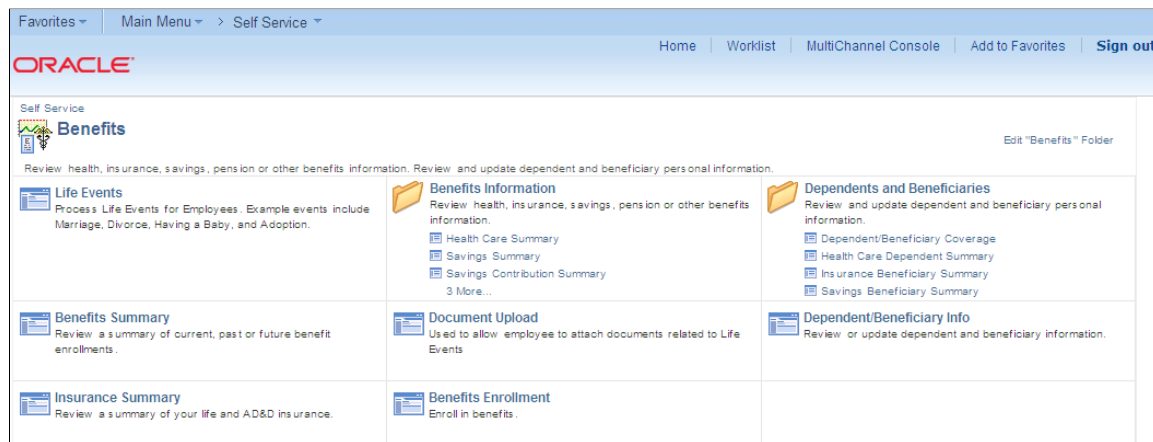 Favorites Main Menu > Self Service
Home Worklist MultiChannel Console Add to Favorites Sign out
ORACLE
Self Service
Benefits
Edit "Benefits" Folder
Review health, insurance, savings, pension or other benefits information. Review and update dependent and beneficiary personal information.
Life Events
Process Life Events for Employees. Example events include
Marriage, Divorce, Having a Baby, and Adoption.
Benefits Information
Review health, insurance, savings, pension or other benefits
information.
Health Care Summary
Savings Summary
Savings Contribution Summary
3 More...
Dependents and Beneficiaries
Review and update dependent and beneficiary personal
information.
Dependent/Beneficiary Coverage
Health Care Dependent Summary
Insurance Beneficiary Summary
Savings Beneficiary Summary
Benefits Summary
Review a summary of current, past or future benefit
enrollments.
Document Upload
Used to allow employee to attach documents related to Life
Events
Dependent/Beneficiary Info
Review or update dependent and beneficiary information.
Insurance Summary
Review a summary of your life and AD&D insurance.
Benefits Enrollment
Enroll in benefits.